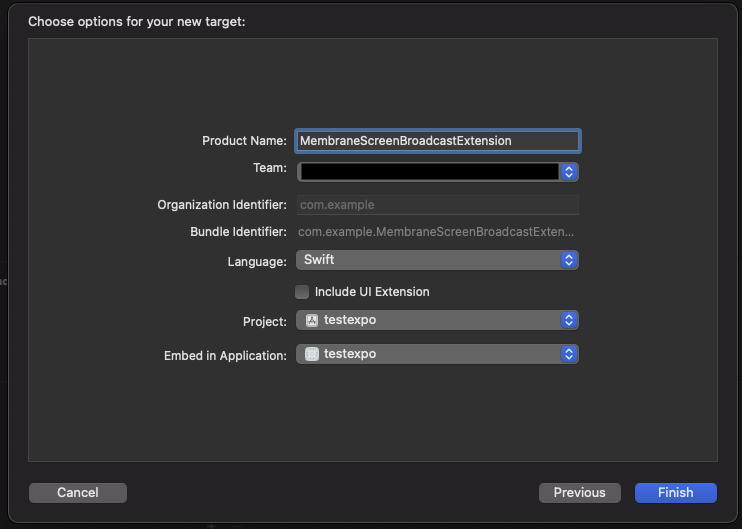 Choose options for your new target:
Product Name: MembraneScreenBroadcastExtension
Team:
Organization Identifier: com.example
Bundle Identifier: com.example.MembraneScreenBroadcastExten...
Language: Swift
Include UI Extension
Project: testexpo
Embed in Application: testexpo
Cancel Previous Finish